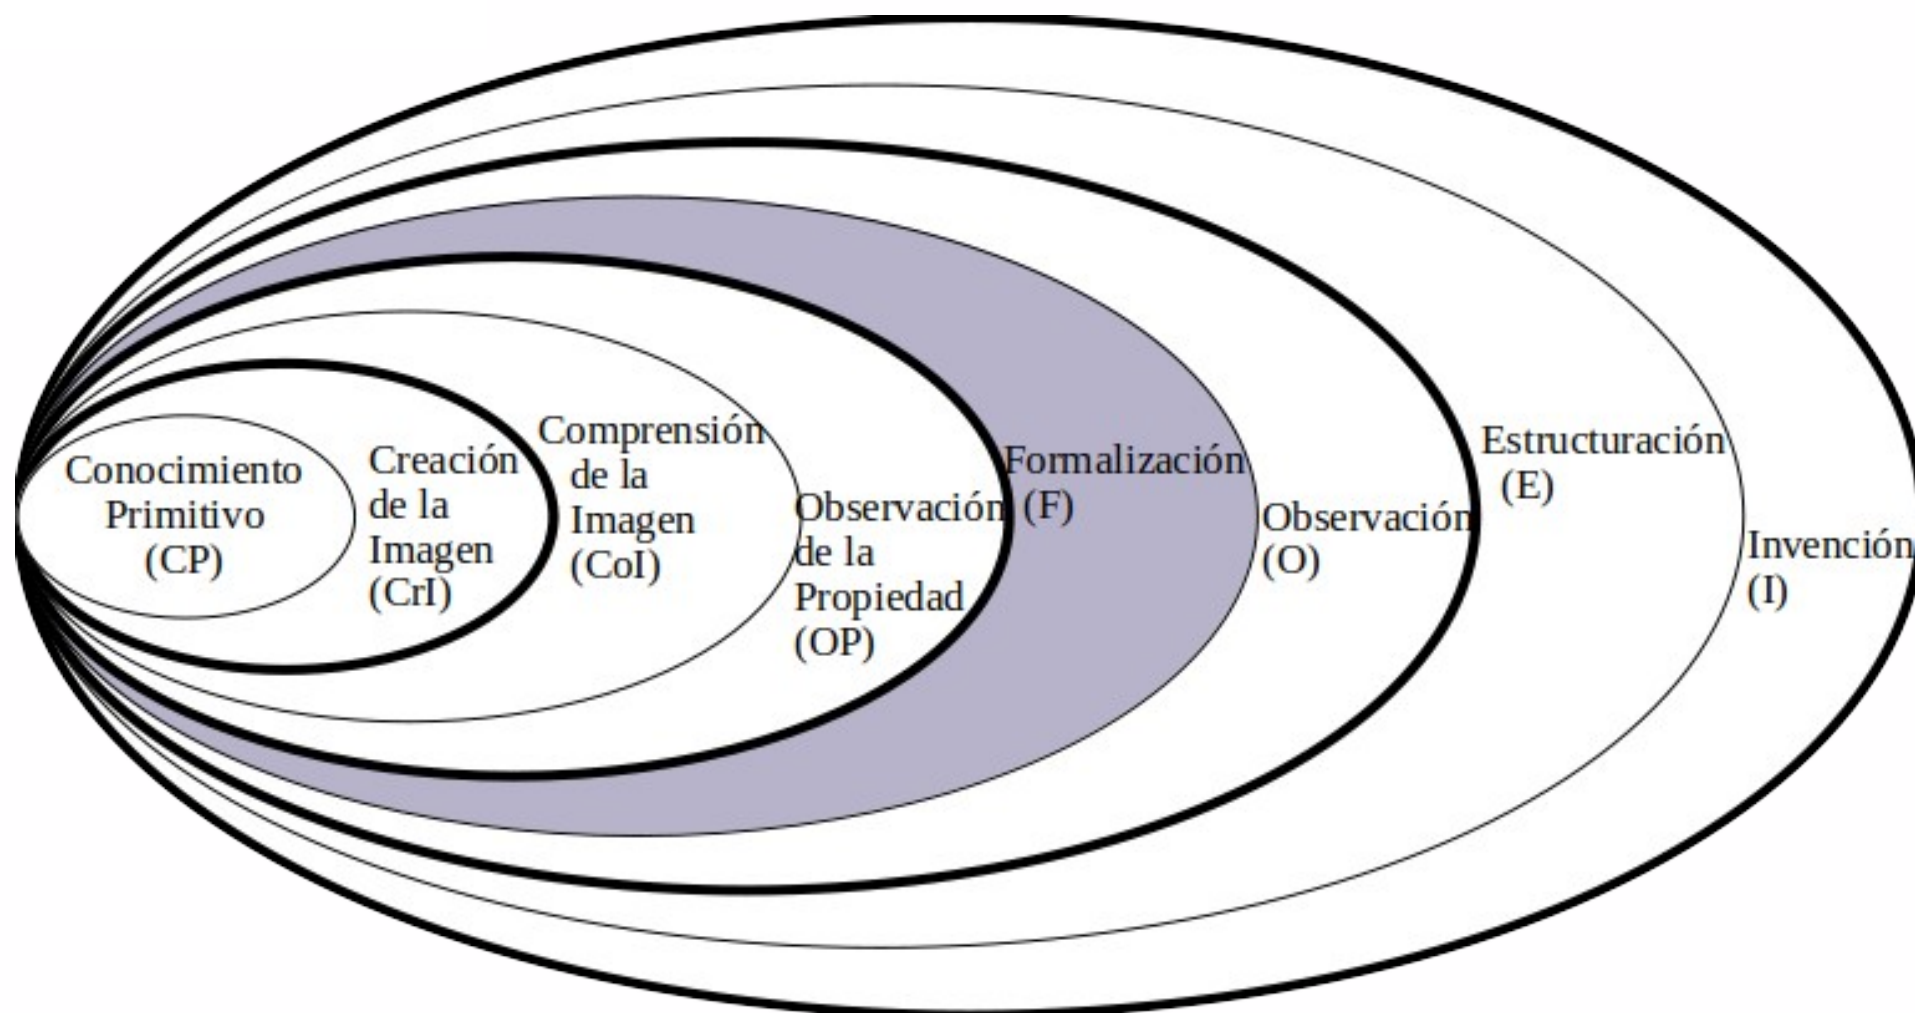 Conocimiento
Primitivo
(CP)
Creación
de la
Imagen
(CrI)
Comprensión
de la
Imagen
(CoI)
Observación
de la
Propiedad
(OP)
Formalización
(F)
Observación
(O)
Estructuración
(E)
Invención
(I)